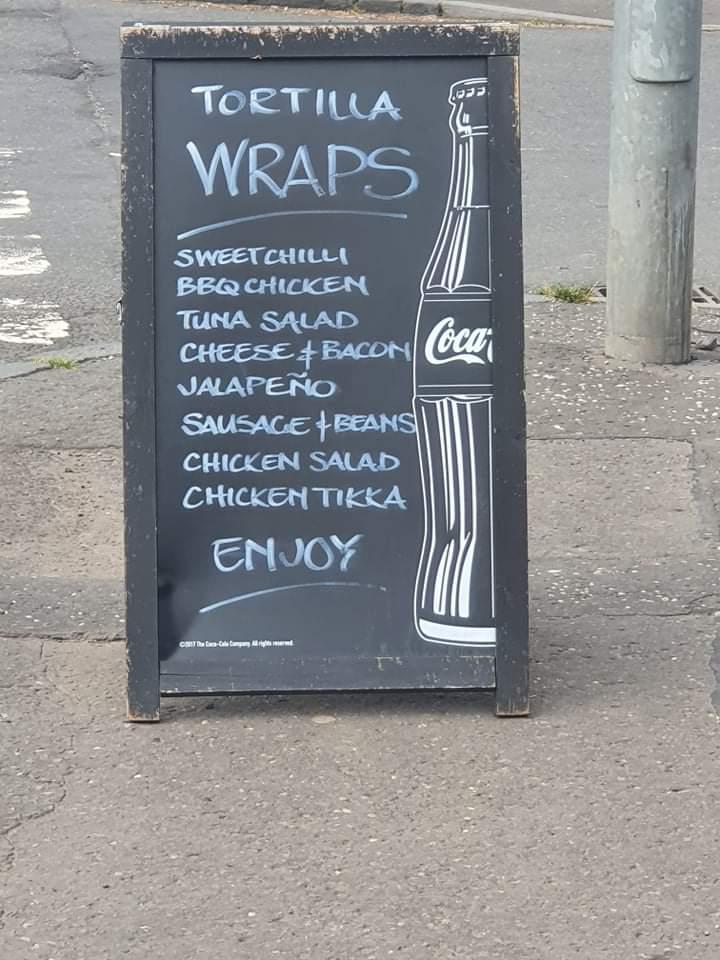 TORTILLA
WRAPS
SWEET CHILLI
BBQ CHICKEN
TUNA SALAD
CHEESE & BACON
JALAPEÑO
SAUSAGE & BEANS
CHICKEN SALAD
CHICKEN TIKKA
ENJOY
Coca
©2017 The Coca-Cola Company. All rights reserved.